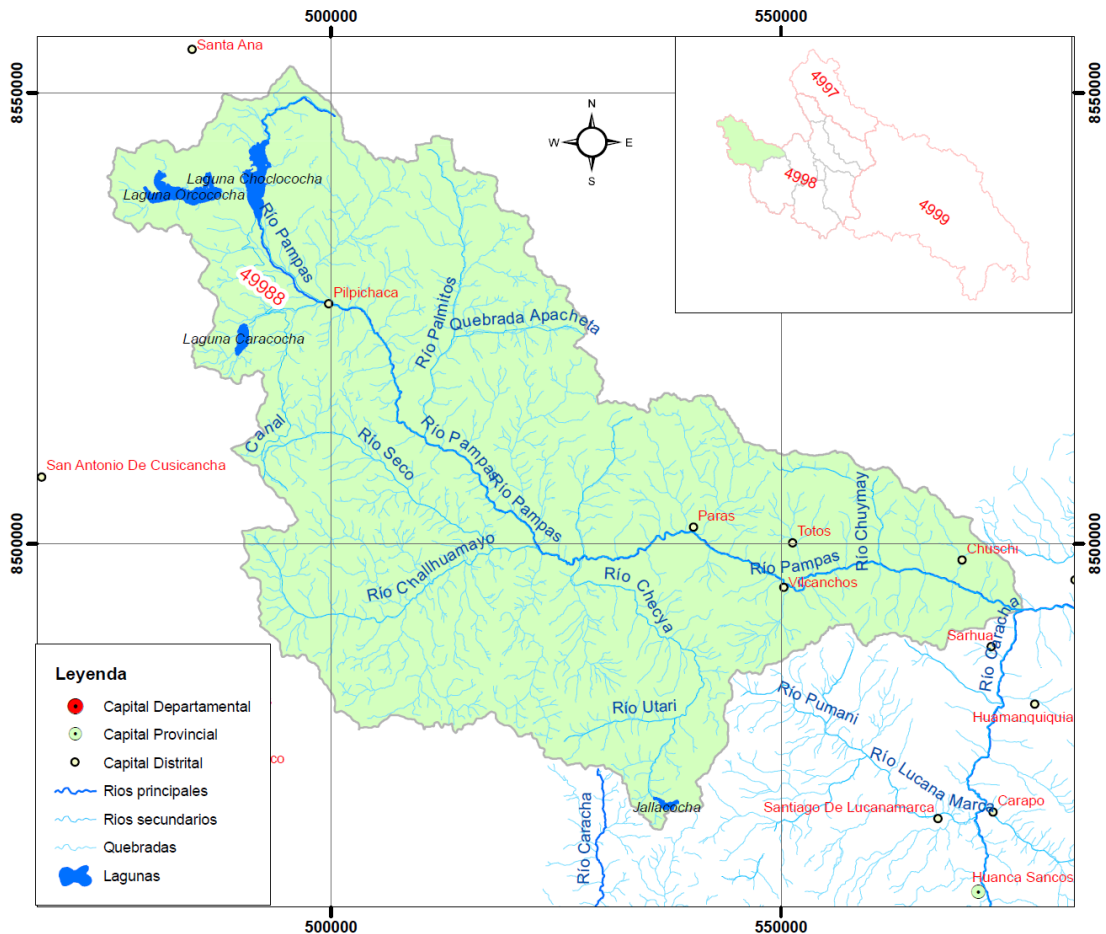 500000
550000
8550000
8550000
Santa Ana
N
W
E
S
4997
4998
4999
Laguna Choclococha
Laguna Orcococha
Río Pampas
49988
Pilpichaca
Laguna Caracocha
Río Palmitos
Quebrada Apacheta
Canal
Río Seco
Río Pampas
Río Pampas
San Antonio De Cusicancha
Paras
Totos
Río Chuymay
Chuschi
8500000
8500000
Río Challhuamayo
Río Pampas
Vilcanchos
Río Checya
Sarhua
Río Caracha
Río Utari
Río Pumani
Huamanquiquia
Río Lucana Marca
Jallacocha
Santiago De Lucanamarca
Carapo
Río Caracha
Huanca Sancos
Leyenda
Capital Departamental
Capital Provincial
Capital Distrital
co
Rios principales
Rios secundarios
Quebradas
Lagunas
500000
550000